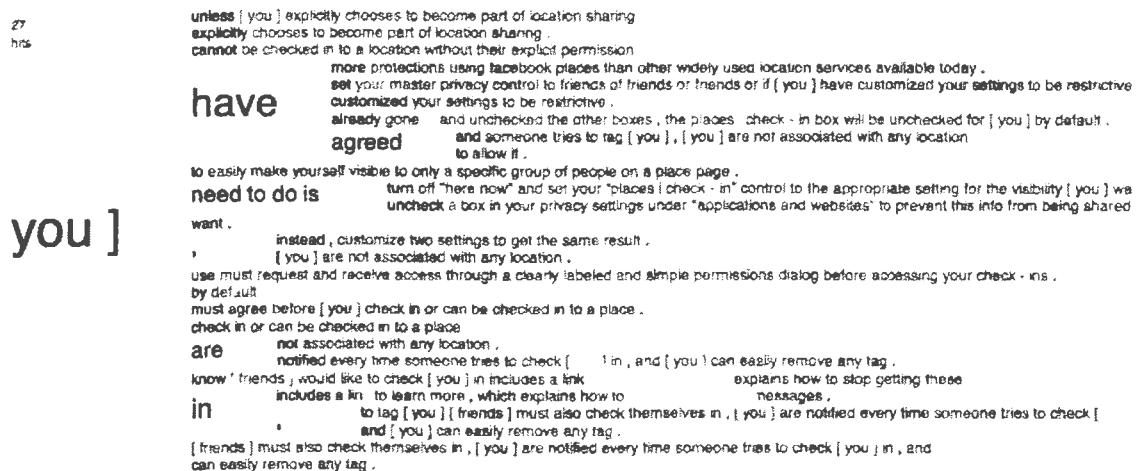 27
hits
unless [ you ] explicitly chooses to become part of location sharing
explicitly chooses to become part of location sharing .
cannot be checked in to a location without their explicit permission
more protections using facebook places than other widely used location services available today .
have
set your master privacy control to friends of friends or friends or if [ you ] have customized your settings to be restrictive
customized your settings to be restrictive .
already gone and unchecked the other boxes , the places check - in box will be unchecked for [ you ] by default .
agreed
and someone tries to tag [ you ] , [ you ] are not associated with any location
to allow it .
to easily make yourself visible to only a specific group of people on a place page .
need to do is
turn off "here now" and set your "places i check - in" control to the appropriate setting for the visibility [ you ] wa
uncheck a box in your privacy settings under "applications and websites" to prevent this info from being shared
you ]
want .
instead , customize two settings to get the same result .
' [ you ] are not associated with any location .
use must request and receive access through a clearly labeled and simple permissions dialog before accessing your check - ins .
by default
must agree before [ you ] check in or can be checked in to a place .
check in or can be checked in to a place
are
not associated with any location .
notified every time someone tries to check [ ] in , and [ you ] can easily remove any tag .
know ' friends ] would like to check [ you ] in includes a link explains how to stop getting these
includes a lin to learn more , which explains how to messages .
in
to tag [ you ] [ friends ] must also check themselves in , [ you ] are notified every time someone tries to check [
' and [ you ] can easily remove any tag .
[ friends ] must also check themselves in , [ you ] are notified every time someone tries to check [ you ] in , and
can easily remove any tag .